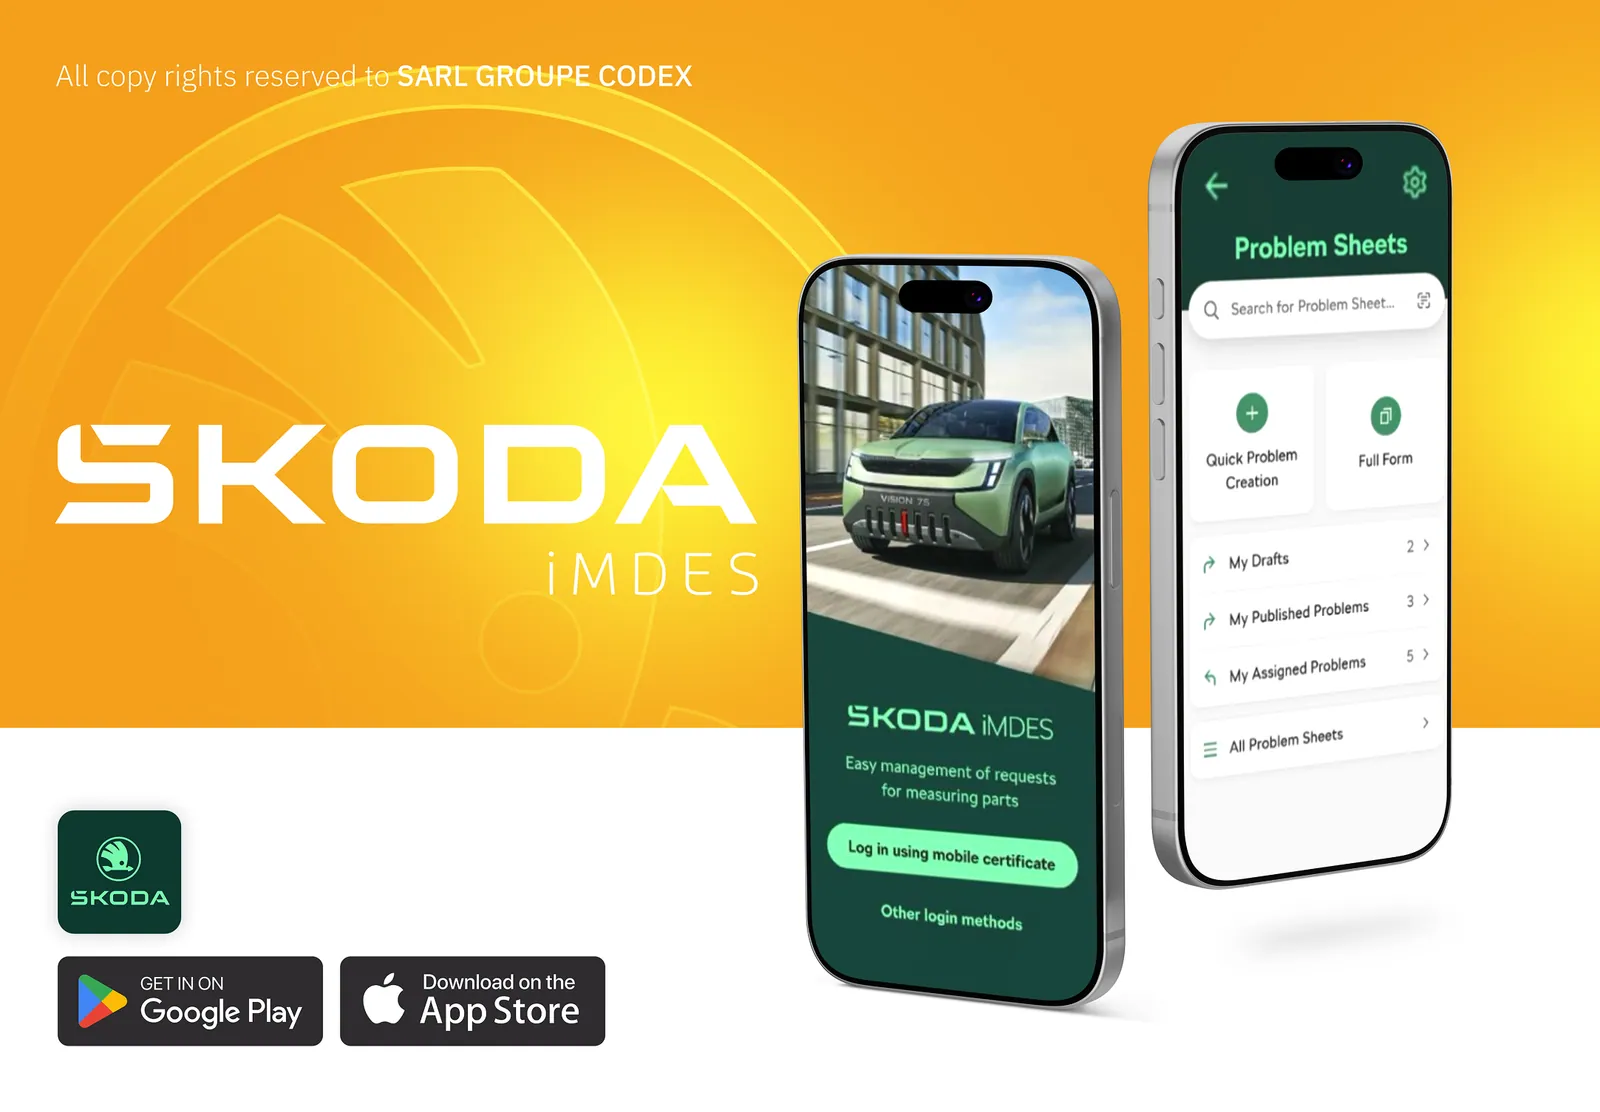 All copy rights reserved to SARL GROUPE CODEX
SKODA
iMDES
VISION 7S
SKODA iMDES
Easy management of requests
for measuring parts
Log in using mobile certificate
Other login methods
Problem Sheets
Search for Problem Sheet...
Quick Problem
Creation
Full Form
My Drafts 2
My Published Problems 3
My Assigned Problems 5
All Problem Sheets
SKODA
GET IN ON
Google Play
Download on the
App Store